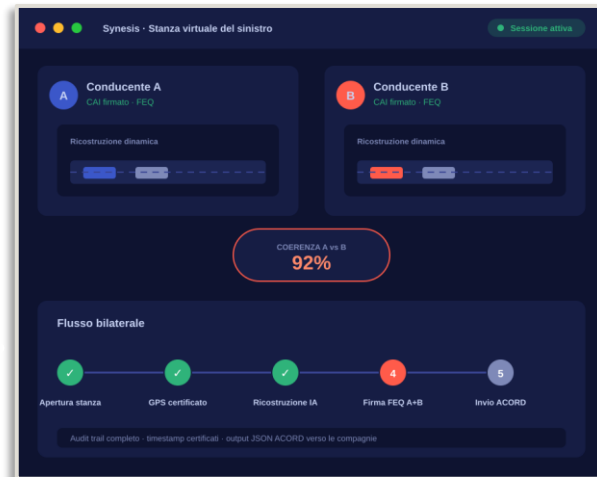 Synesis · Stanza virtuale del sinistro
Sessione attiva
A
Conducente A
CAI firmato · FEQ
Ricostruzione dinamica
B
Conducente B
CAI firmato · FEQ
Ricostruzione dinamica
COERENZA A vs B
92%
Flusso bilaterale
✓ ✓ ✓ 4 5
Apertura stanza GPS certificato Ricostruzione IA Firma FEQ A+B Invio ACORD
Audit trail completo · timestamp certificati · output JSON ACORD verso le compagnie